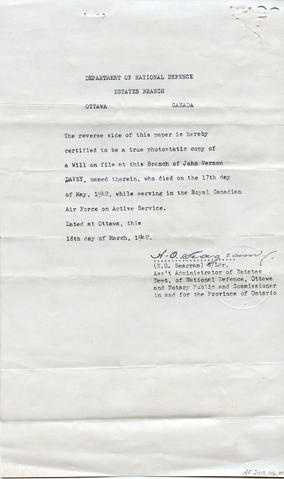 DEPARTMENT OF NATIONAL DEFENCE
ESTATES BRANCH
OTTAWA CANADA
The reverse side of this paper is hereby
certified to be a true photostatic copy of
a Will on file at this Branch of John Vernon
DAVEY, named therein, who died on the 17th day
of May, 1942, while serving in the Royal Canadian
Air Force on Active Service.
Dated at Ottawa, this
18th day of March, 1942.
N.O. Seagram
(N.O. Seagram)
Ass't Administrator of Estates
Dept. of National Defence, Ottawa
and Notary Public and Commissioner
in and for the Province of Ontario